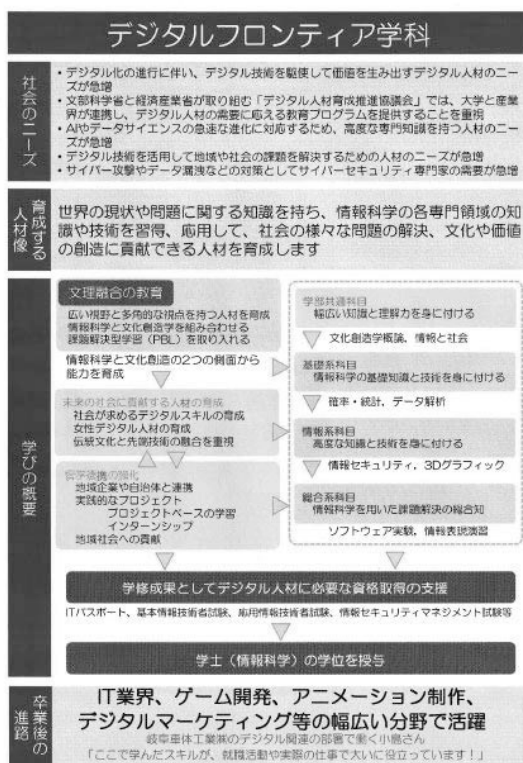 デジタルフロンティア学科
社会のニーズ
・デジタル化の進行に伴い、デジタル技術を駆使して価値を生み出すデジタル人材のニー
ズが急増
・文部科学省と経済産業省が取り組む「デジタル人材育成推進協議会」では、大学と産業
界が連携し、デジタル人材の需要に応える教育プログラムを提供することを重視
・AIやデータサイエンスの急速な進化に対応するため、高度な専門知識を持つ人材のニー
ズが急増
・デジタル技術を活用して地域や社会の課題を解決するための人材のニーズが急増
・サイバー攻撃やデータ漏洩などの対策としてサイバーセキュリティ専門家の需要が急増
育成する
人材像
世界の現状や問題に関する知識を持ち、情報科学の各専門領域の知
識や技術を習得、応用して、社会の様々な問題の解決、文化や価値
の創造に貢献できる人材を育成します
学びの概要
文理融合の教育
広い視野と多角的な視点を持つ人材を育成
情報科学と文化創造学を組み合わせる
課題解決型学習（PBL）を取り入れる
情報科学と文化創造の2つの側面から
能力を育成
未来の社会に貢献する人材の育成
社会が求めるデジタルスキルの育成
女性デジタル人材の育成
伝統文化と先端技術の融合を重視
産学連携の強化
地域企業や自治体と連携
実践的なプロジェクト
プロジェクトベースの学習
インターンシップ
地域社会への貢献
学部共通科目
幅広い知識と理解力を身に付ける
文化創造学概論、情報と社会
基礎系科目
情報科学の基礎知識と技術を身に付ける
確率・統計、データ解析
情報系科目
高度な知識と技術を身に付ける
情報セキュリティ，3Dグラフィック
総合系科目
情報科学を用いた課題解決の総合知
ソフトウェア実験，情報表現演習
学修成果としてデジタル人材に必要な資格取得の支援
ITパスポート、基本情報技術者試験、応用情報技術者試験、情報セキュリティマネジメント試験等
学士（情報科学）の学位を授与
卒業後の
進路
IT業界、ゲーム開発、アニメーション制作、
デジタルマーケティング等の幅広い分野で活躍
岐阜車体工業㈱のデジタル関連の部署で働く小島さん
「ここで学んだスキルが、就職活動や実際の仕事で大いに役立っています！」